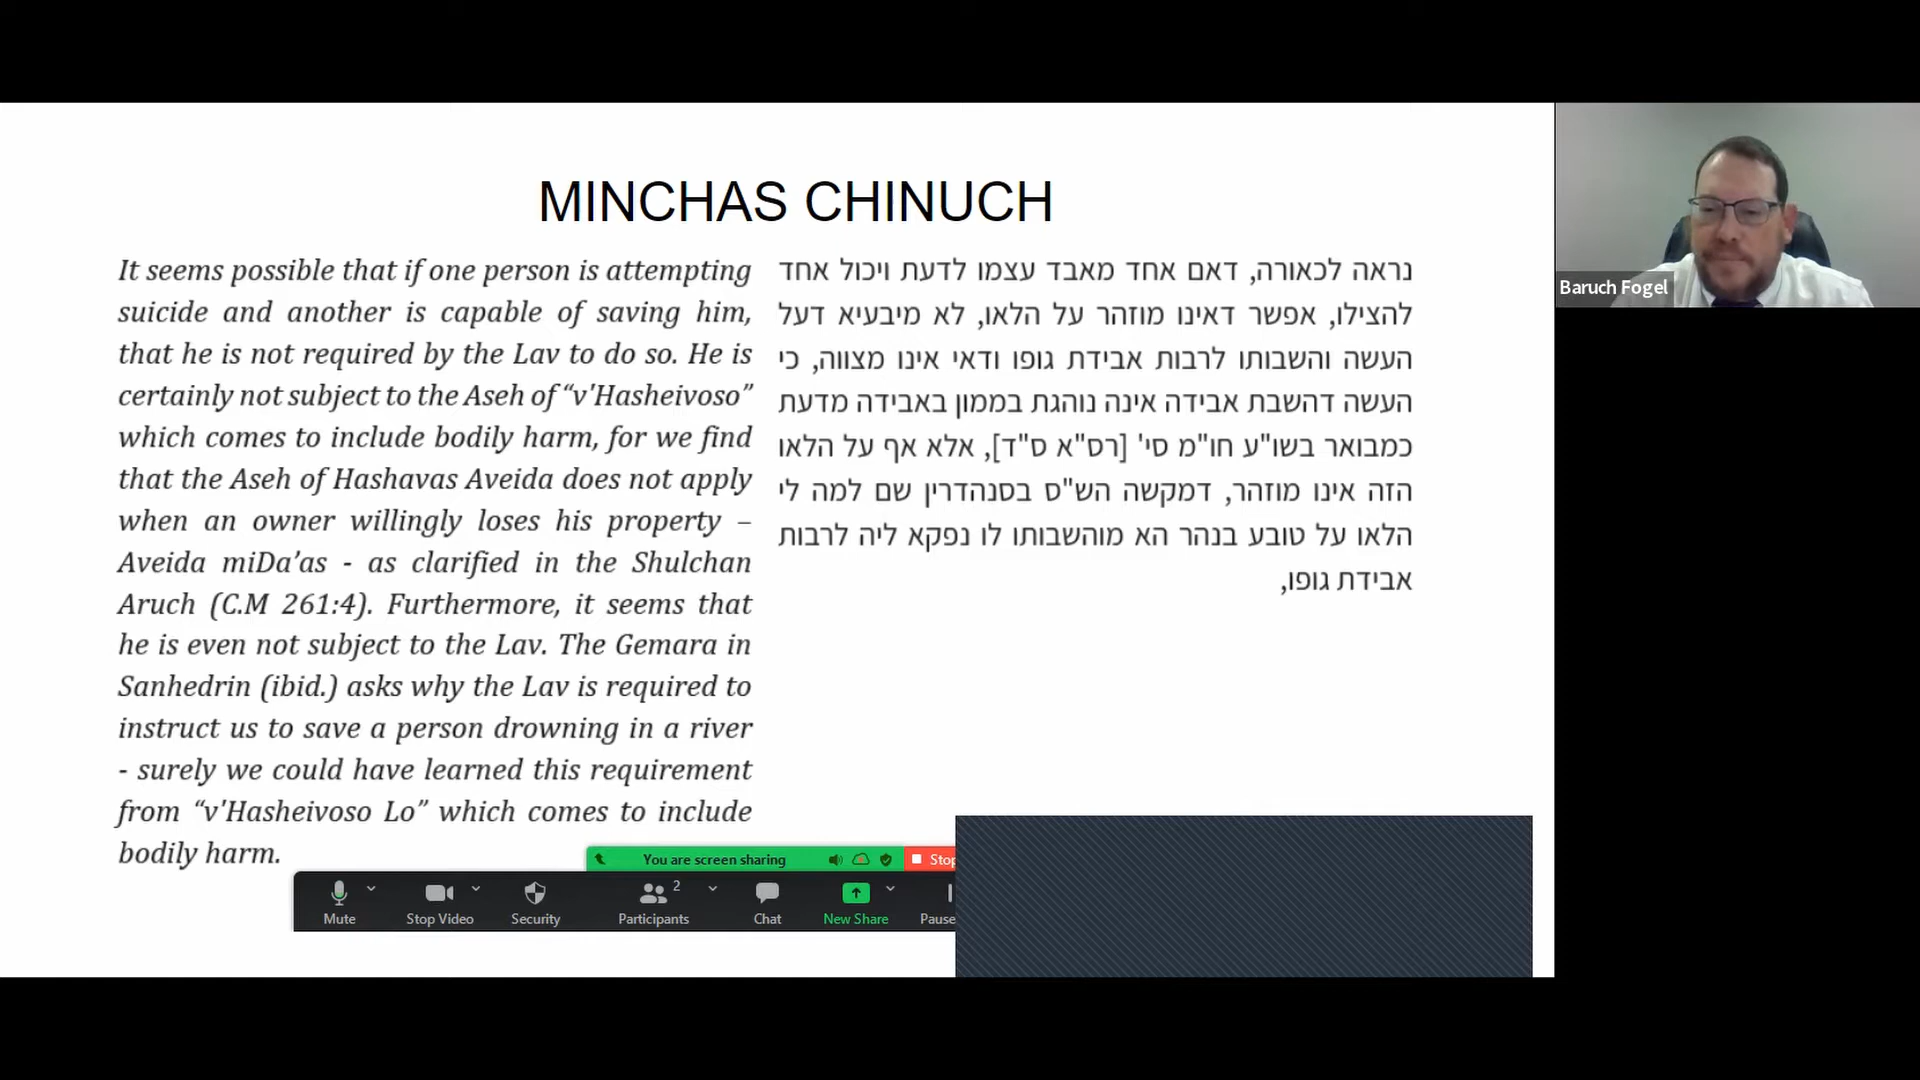 MINCHAS CHINUCH
It seems possible that if one person is attempting
suicide and another is capable of saving him,
that he is not required by the Lav to do so. He is
certainly not subject to the Aseh of “v'Hasheivoso”
which comes to include bodily harm, for we find
that the Aseh of Hashavas Aveida does not apply
when an owner willingly loses his property –
Aveida miDa’as - as clarified in the Shulchan
Aruch (C.M 261:4). Furthermore, it seems that
he is even not subject to the Lav. The Gemara in
Sanhedrin (ibid.) asks why the Lav is required to
instruct us to save a person drowning in a river
- surely we could have learned this requirement
from “v'Hasheivoso Lo” which comes to include
bodily harm.
נראה לכאורה, דאם אחד מאבד עצמו לדעת ויכול אחד
להצילו, אפשר דאינו מוזהר על הלאו, לא מיבעיא דעל
העשה והשבותו לרבות אבידת גופו ודאי אינו מצווה, כי
העשה דהשבת אבידה אינה נוהגת בממון באבידה מדעת
כמבואר בשו"ע חו"מ סי' [רס"א ס"ד], אלא אף על הלאו
הזה אינו מוזהר, דמקשה הש"ס בסנהדרין שם למה לי
הלאו על טובע בנהר הא מוהשבותו לו נפקא ליה לרבות
אבידת גופו,
Baruch Fogel
You are screen sharing
Stop
Mute
Stop Video
Security
Participants
2
Chat
New Share
Pause